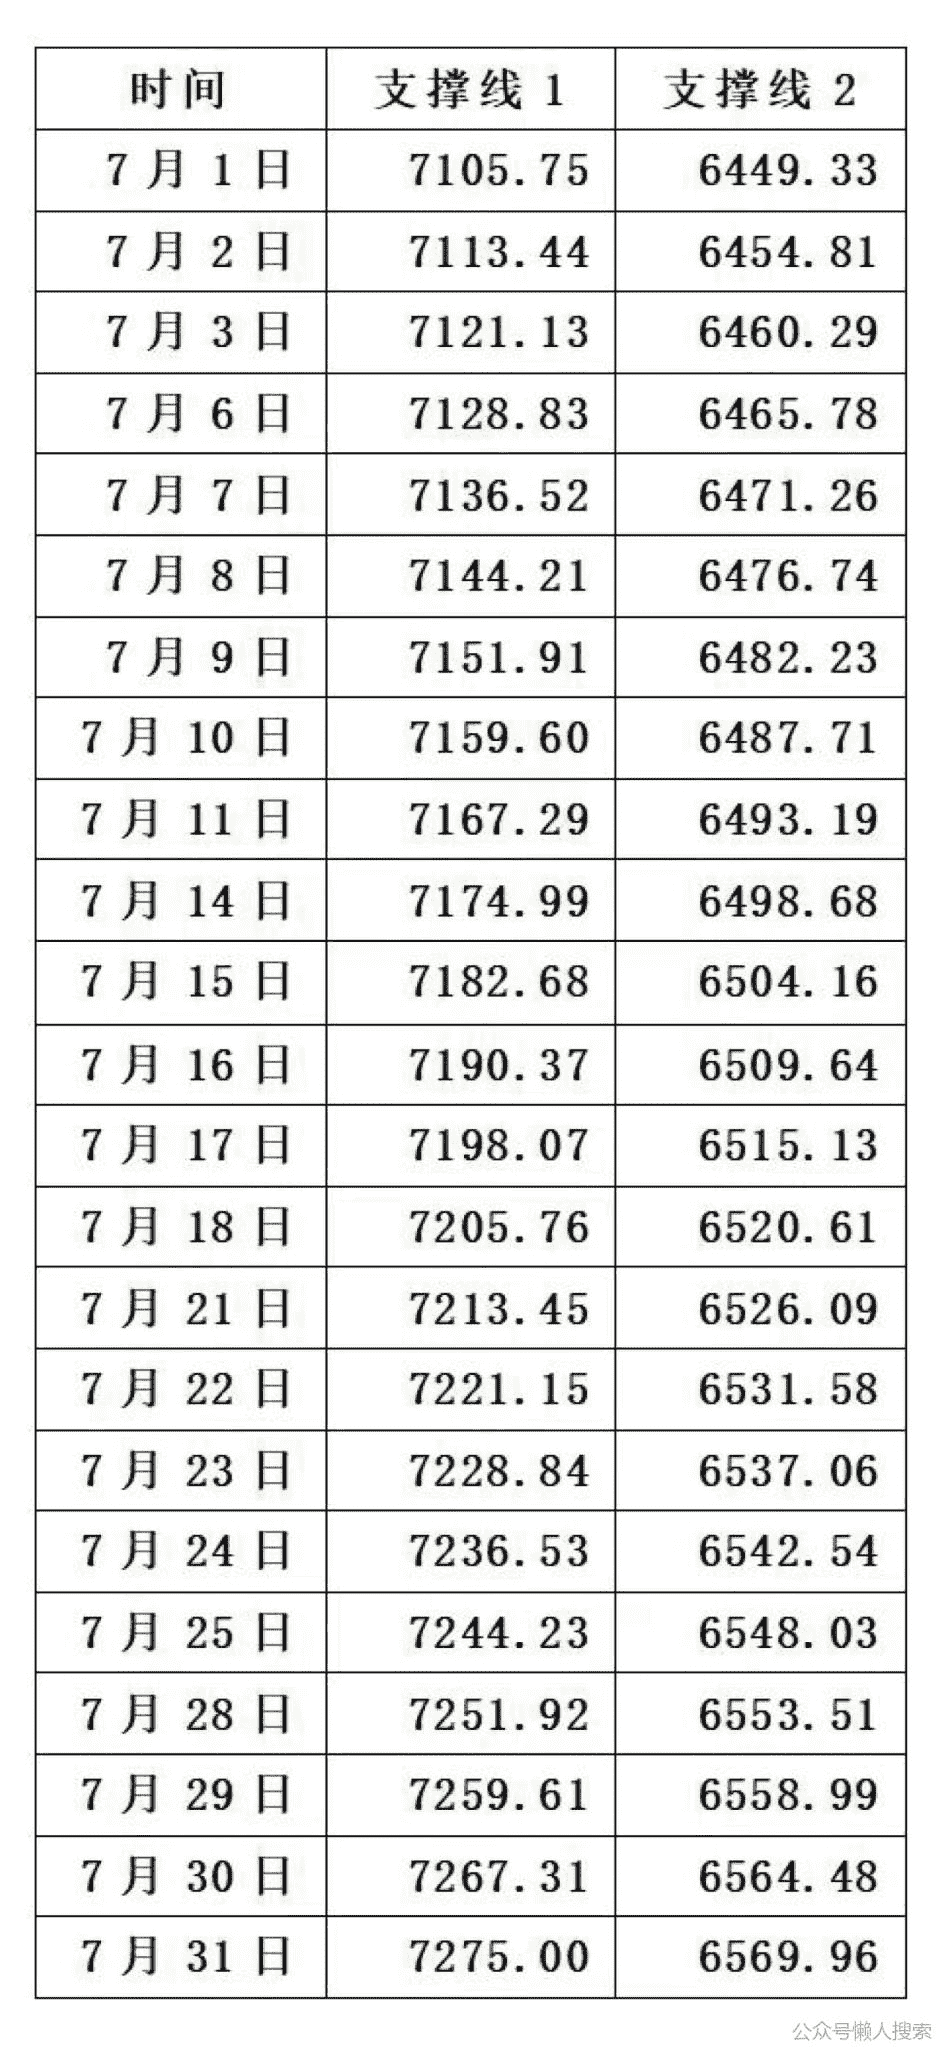 时间 支撑线1 支撑线2
7月1日 7105.75 6449.33
7月2日 7113.44 6454.81
7月3日 7121.13 6460.29
7月6日 7128.83 6465.78
7月7日 7136.52 6471.26
7月8日 7144.21 6476.74
7月9日 7151.91 6482.23
7月10日 7159.60 6487.71
7月11日 7167.29 6493.19
7月14日 7174.99 6498.68
7月15日 7182.68 6504.16
7月16日 7190.37 6509.64
7月17日 7198.07 6515.13
7月18日 7205.76 6520.61
7月21日 7213.45 6526.09
7月22日 7221.15 6531.58
7月23日 7228.84 6537.06
7月24日 7236.53 6542.54
7月25日 7244.23 6548.03
7月28日 7251.92 6553.51
7月29日 7259.61 6558.99
7月30日 7267.31 6564.48
7月31日 7275.00 6569.96
公众号懒人搜索